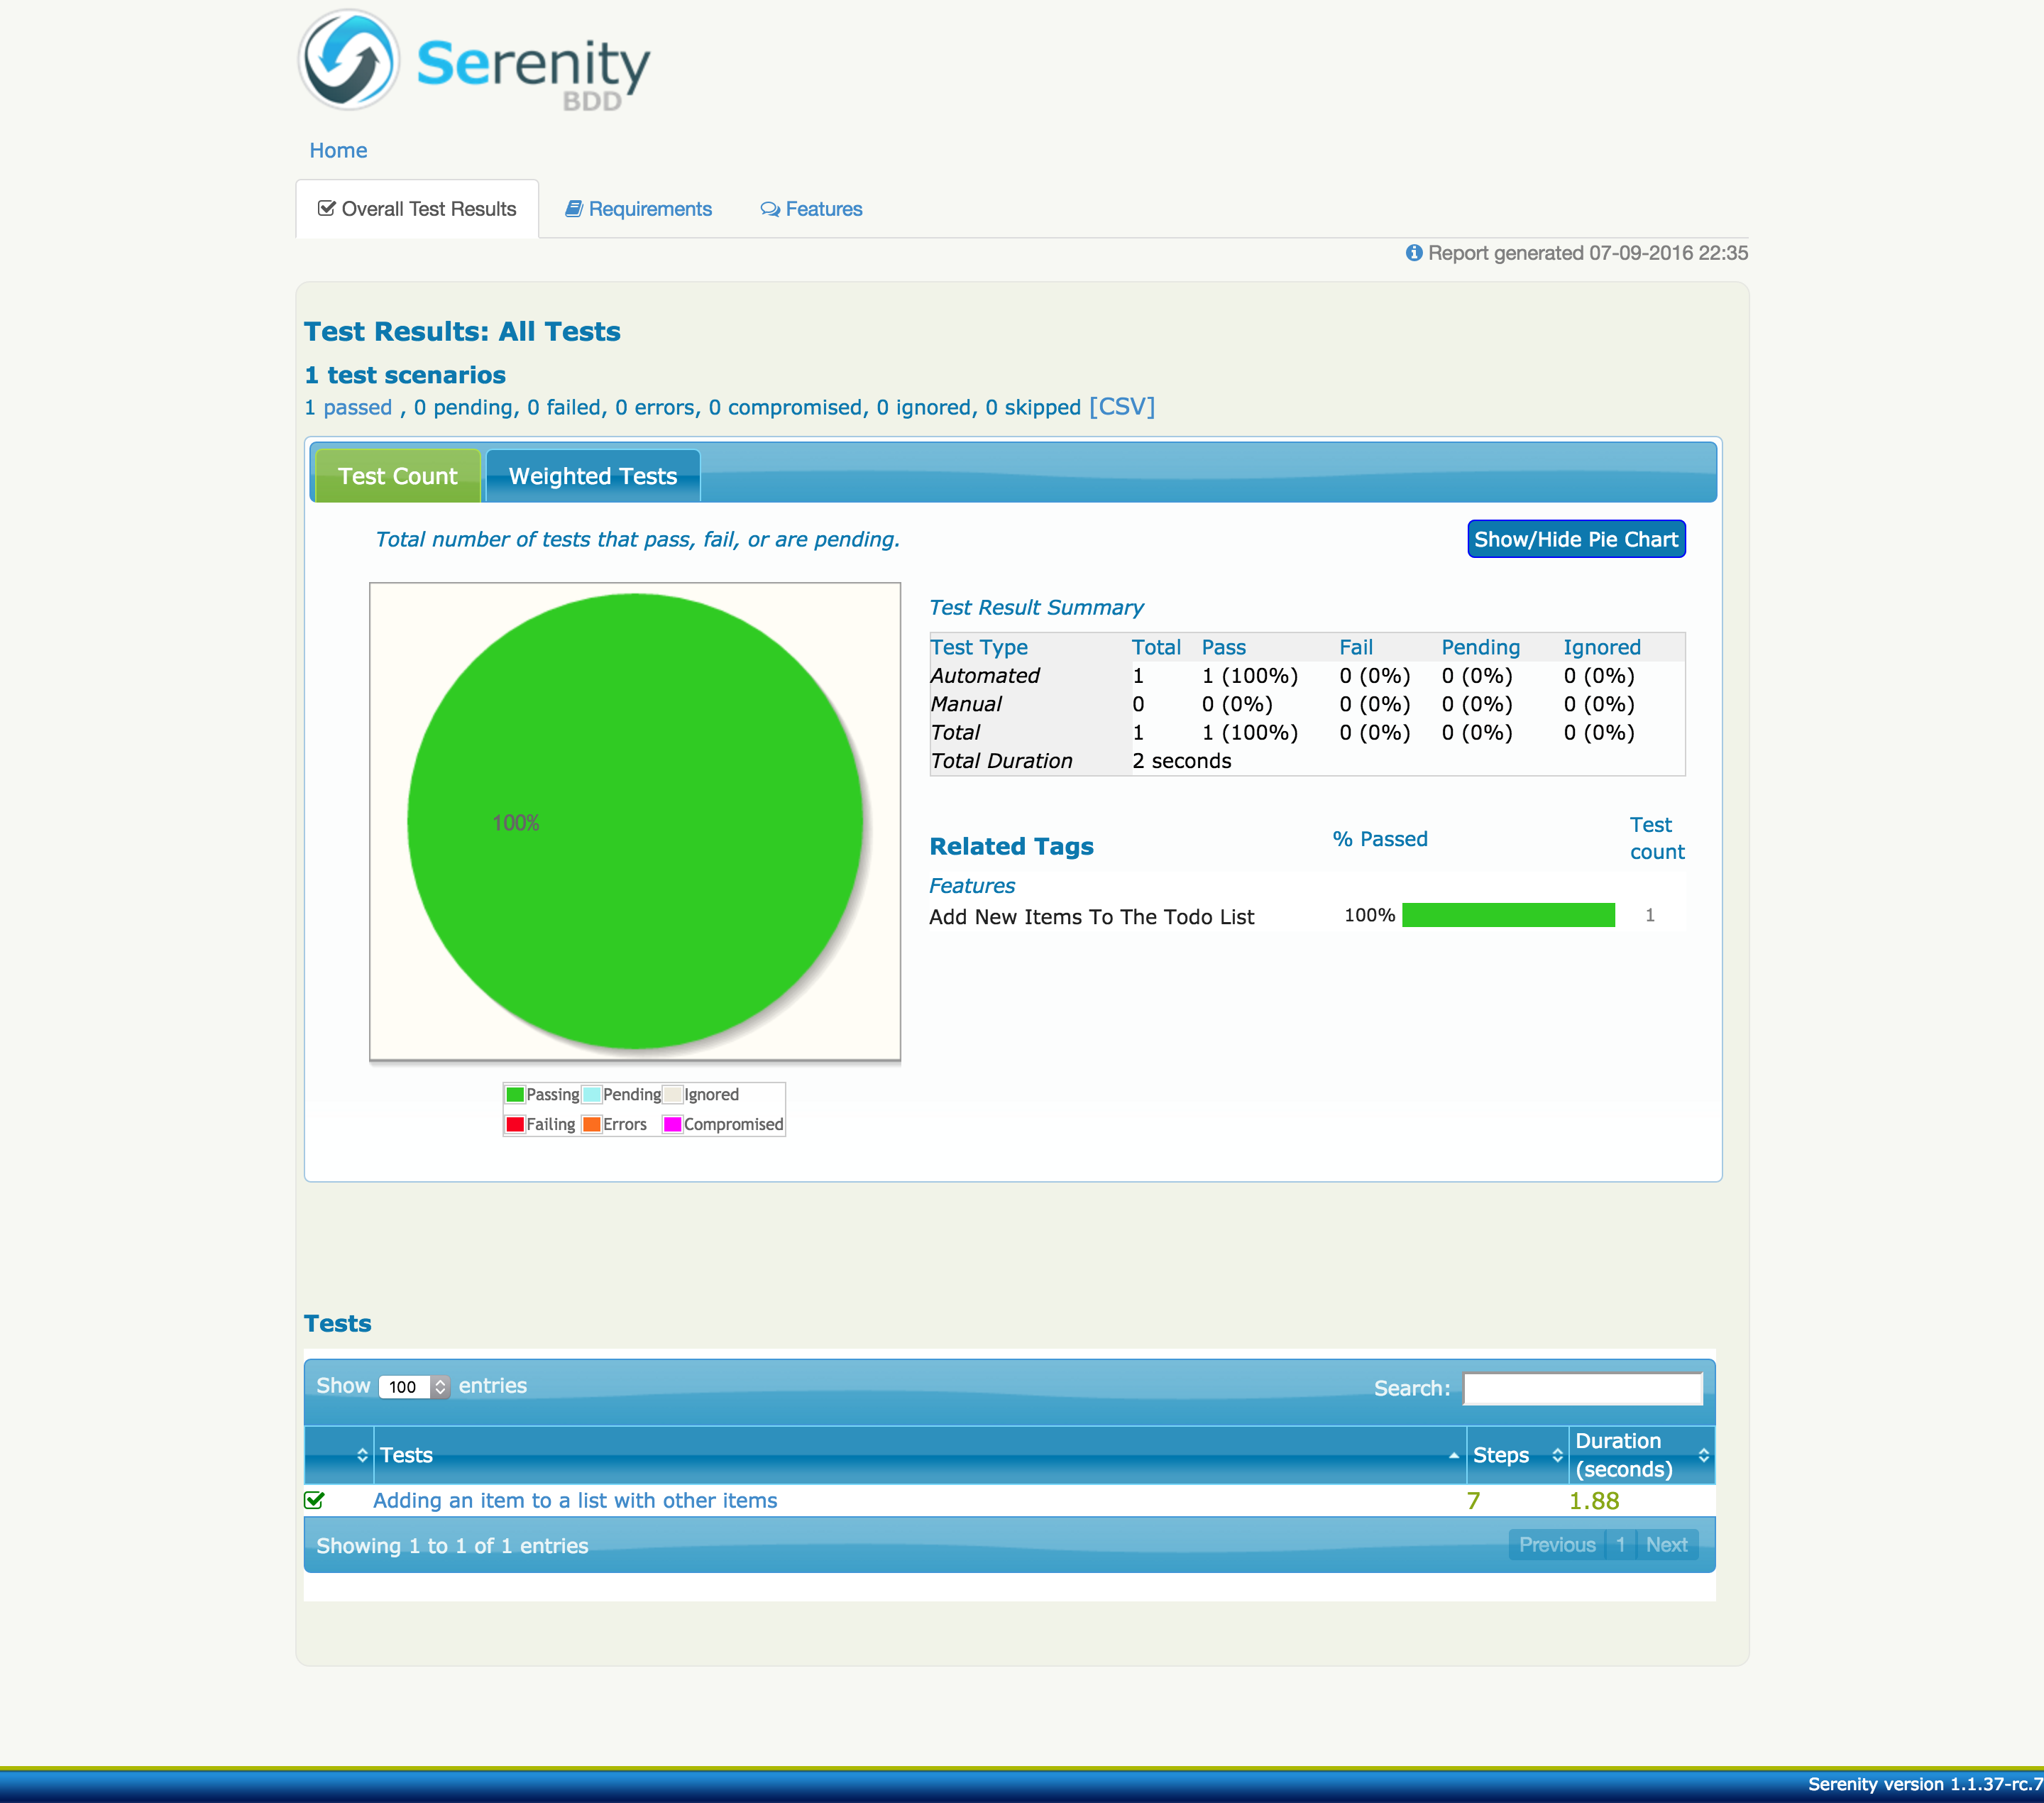 Serenity
BDD
Home
Overall Test Results Requirements Features
Report generated 07-09-2016 22:35
Test Results: All Tests
1 test scenarios
1 passed , 0 pending, 0 failed, 0 errors, 0 compromised, 0 ignored, 0 skipped [CSV]
Test Count Weighted Tests
Total number of tests that pass, fail, or are pending.
Show/Hide Pie Chart
100%
Passing Pending Ignored
Failing Errors Compromised
Test Result Summary
Test Type Total Pass Fail Pending Ignored
Automated 1 1 (100%) 0 (0%) 0 (0%) 0 (0%)
Manual 0 0 (0%) 0 (0%) 0 (0%) 0 (0%)
Total 1 1 (100%) 0 (0%) 0 (0%) 0 (0%)
Total Duration 2 seconds
Related Tags % Passed Test count
Features
Add New Items To The Todo List 100% 1
Tests
Show 100 entries Search:
Tests Steps Duration (seconds)
Adding an item to a list with other items 7 1.88
Showing 1 to 1 of 1 entries Previous 1 Next
Serenity version 1.1.37-rc.7